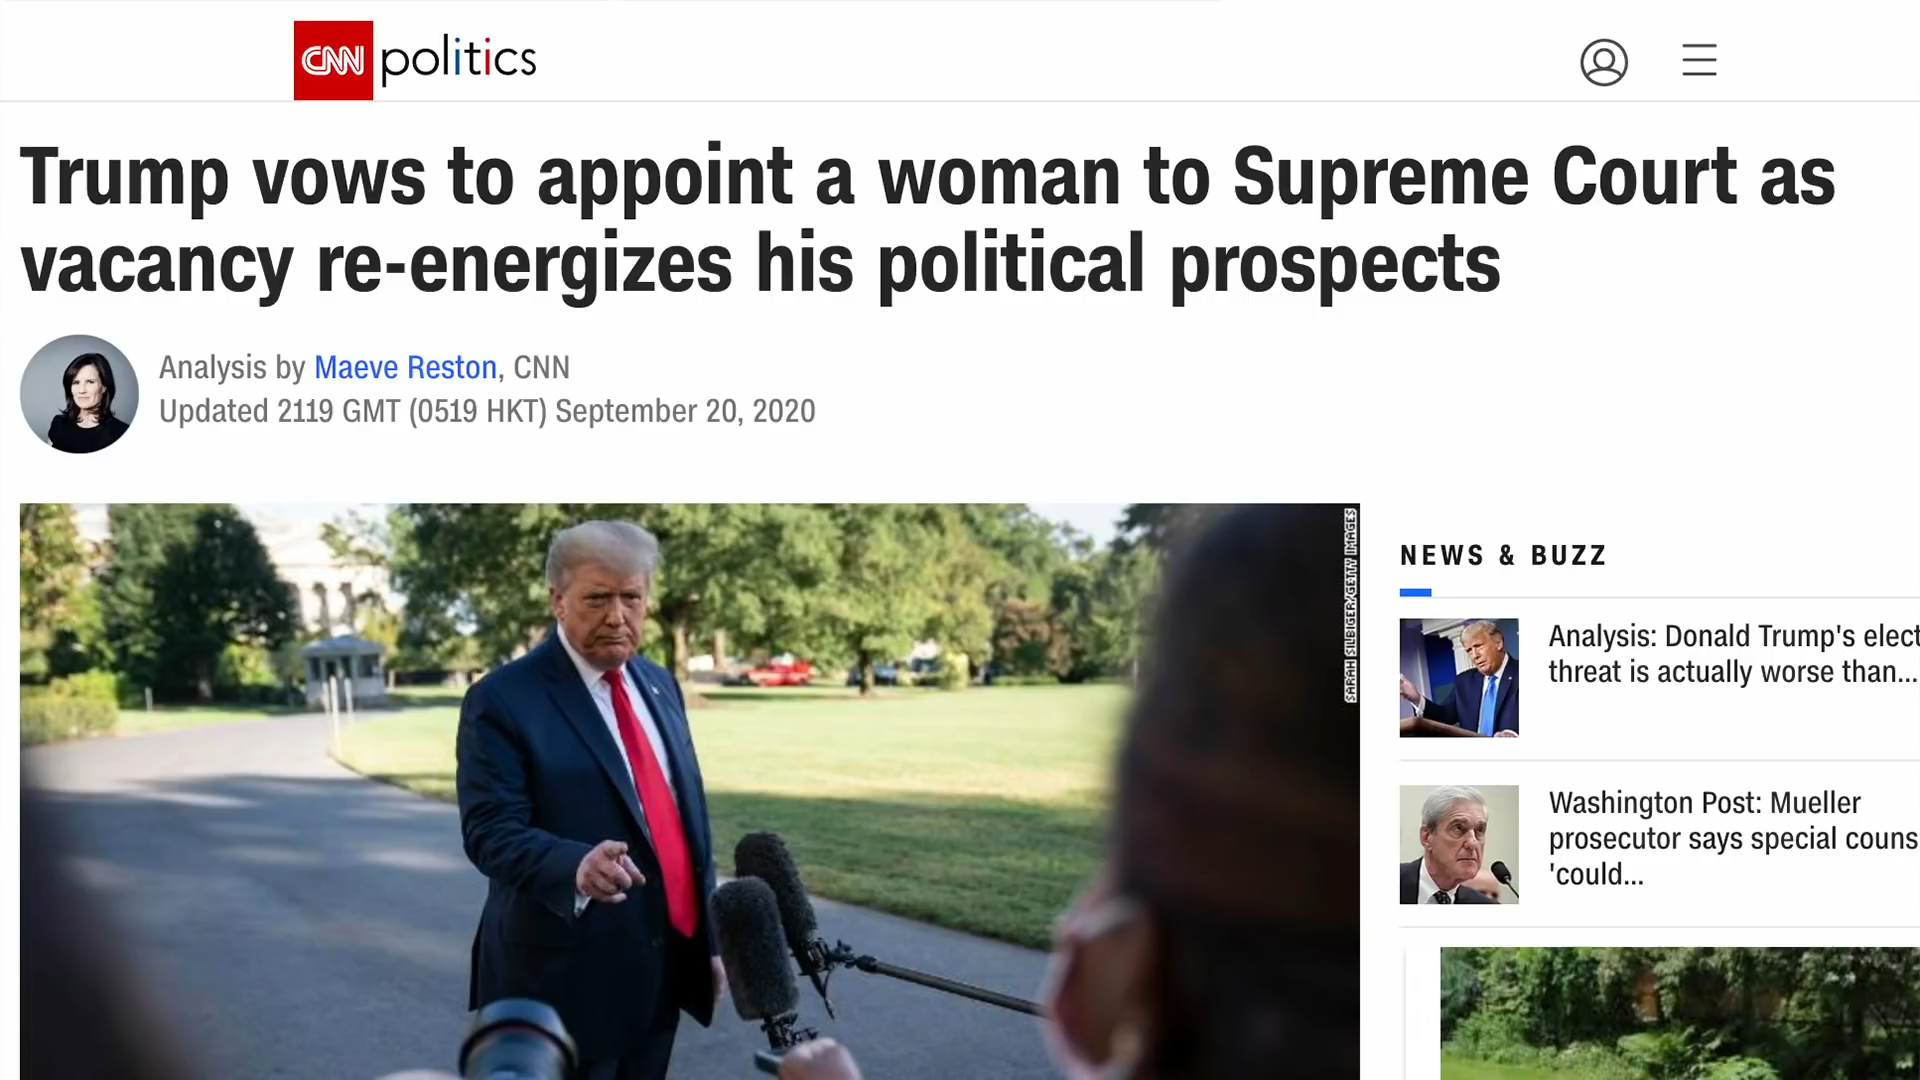 CNN politics
Trump vows to appoint a woman to Supreme Court as
vacancy re-energizes his political prospects
Analysis by Maeve Reston, CNN
Updated 2119 GMT (0519 HKT) September 20, 2020
SARAH SILBIGER/GETTY IMAGES
NEWS & BUZZ
Analysis: Donald Trump's elect
threat is actually worse than...
Washington Post: Mueller
prosecutor says special couns
'could...